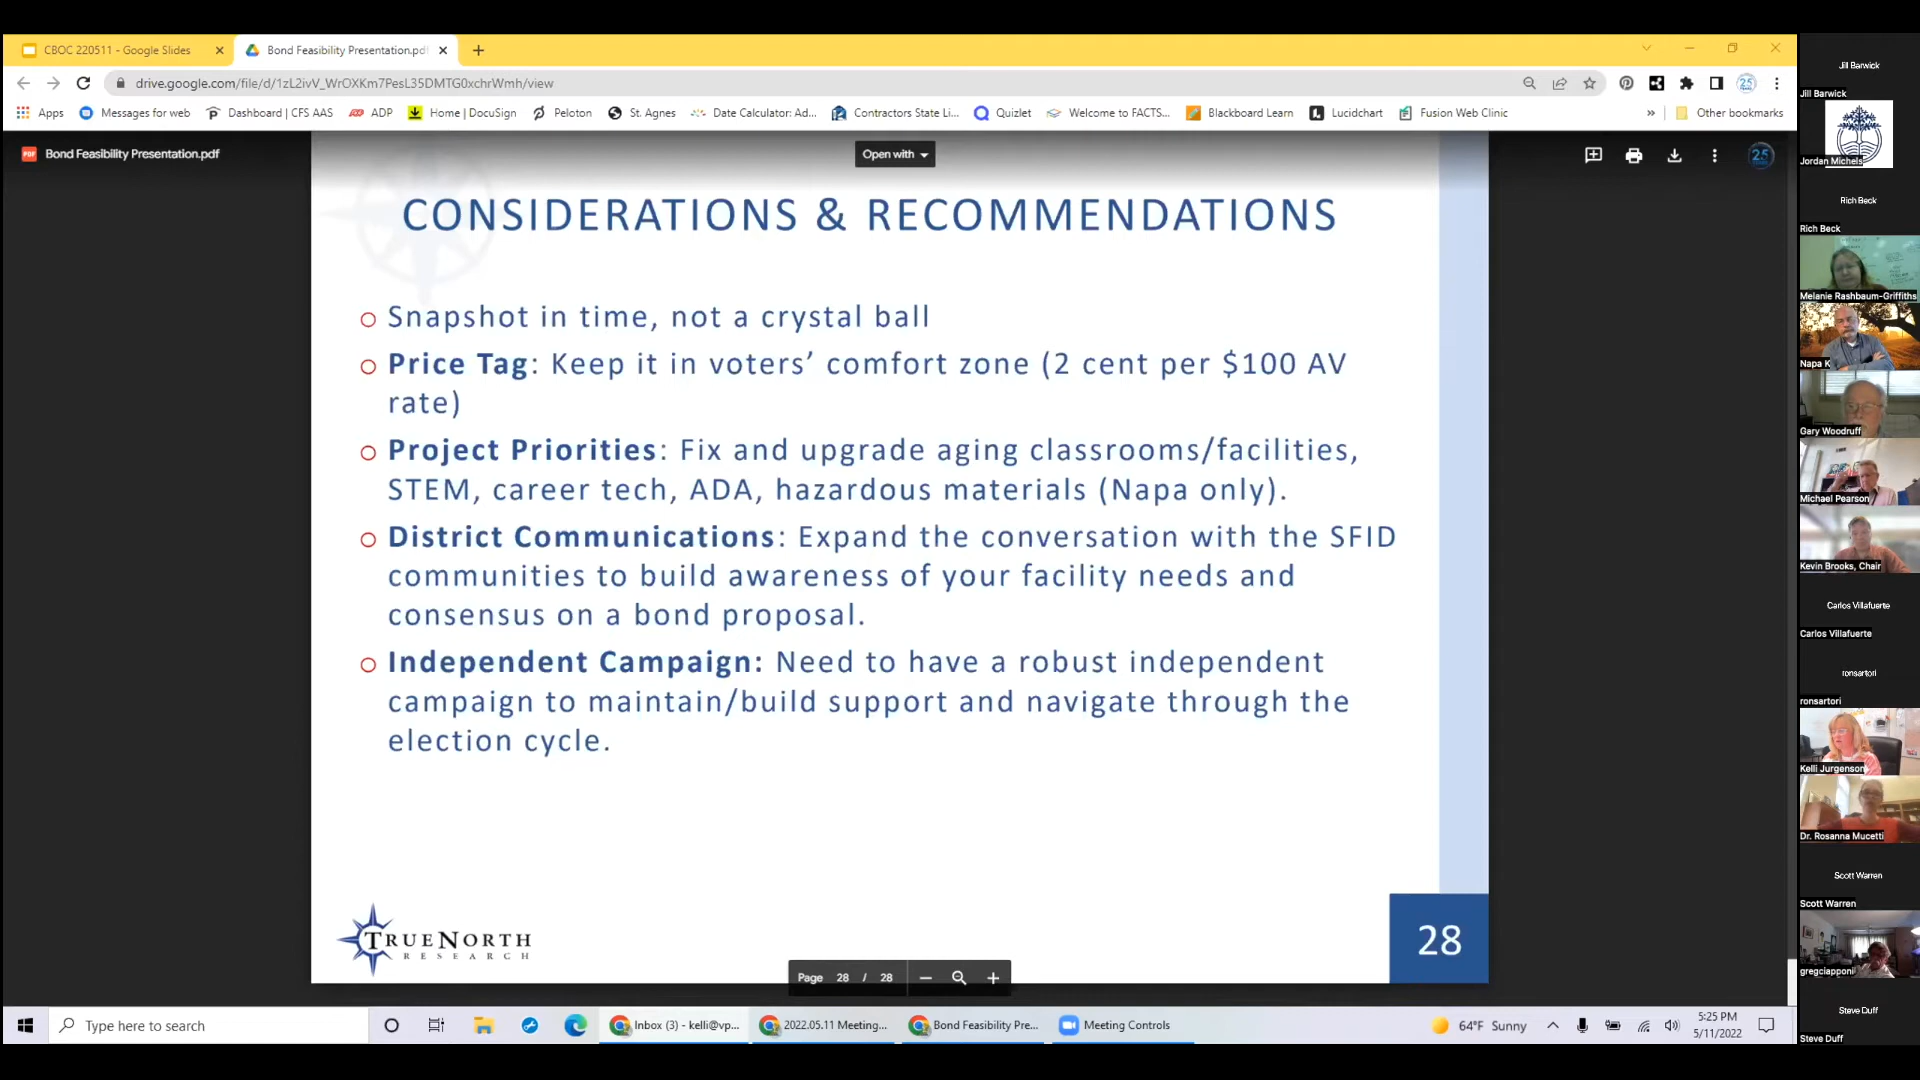 CBOC 220511 - Google Slides
Bond Feasibility Presentation.pd
drive.google.com/file/d/1zL2ivV_WrOXKm7PesL35DMTG0xchrWmh/view
Apps
Messages for web
Dashboard | CFS AAS
ADP
Home | DocuSign
Peloton
St. Agnes
Date Calculator: Ad...
Contractors State Li...
Quizlet
Welcome to FACTS...
Blackboard Learn
Lucidchart
Fusion Web Clinic
»
Other bookmarks
PDF
Bond Feasibility Presentation.pdf
Open with
25
CONSIDERATIONS & RECOMMENDATIONS
Snapshot in time, not a crystal ball
Price Tag: Keep it in voters’ comfort zone (2 cent per $100 AV
rate)
Project Priorities: Fix and upgrade aging classrooms/facilities,
STEM, career tech, ADA, hazardous materials (Napa only).
District Communications: Expand the conversation with the SFID
communities to build awareness of your facility needs and
consensus on a bond proposal.
Independent Campaign: Need to have a robust independent
campaign to maintain/build support and navigate through the
election cycle.
TRUENORTH
RESEARCH
28
Page 28 / 28
Type here to search
Inbox (3) - kelli@vp...
2022.05.11 Meeting...
Bond Feasibility Pre...
Meeting Controls
64°F Sunny
5:25 PM
5/11/2022
Jill Barwick
Jill Barwick
Jordan Michels
Rich Beck
Rich Beck
Melanie Rashbaum-Griffiths
Napa K
Gary Woodruff
Michael Pearson
Kevin Brooks, Chair
Carlos Villafuerte
Carlos Villafuerte
ronsartori
ronsartori
Kelli Jurgenson
Dr. Rosanna Mucetti
Scott Warren
Scott Warren
gregciapponi
Steve Duff
Steve Duff